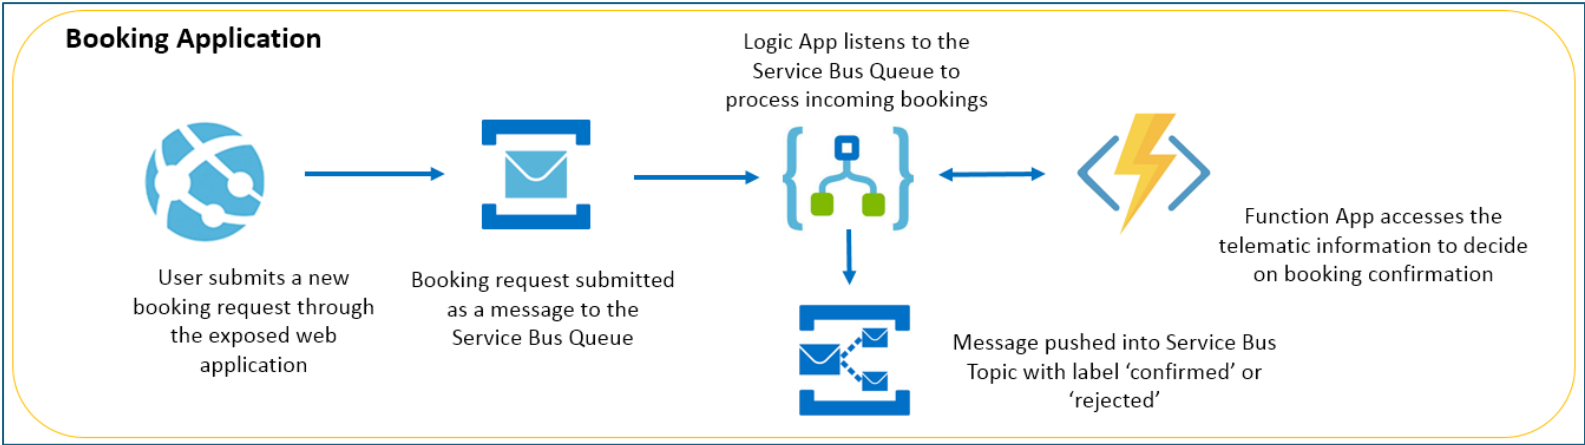 Booking Application
User submits a new
booking request through
the exposed web
application
Booking request submitted
as a message to the
Service Bus Queue
Logic App listens to the
Service Bus Queue to
process incoming bookings
Function App accesses the
telematic information to decide
on booking confirmation
Message pushed into Service Bus
Topic with label ‘confirmed’ or
‘rejected’